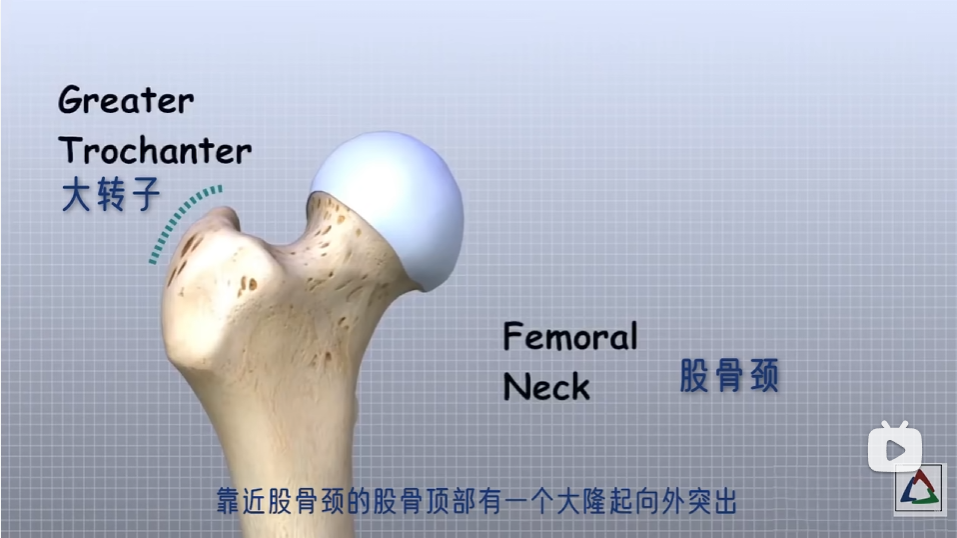 Greater
Trochanter
大转子
Femoral
Neck
股骨颈
靠近股骨颈的股骨顶部有一个大隆起向外突出